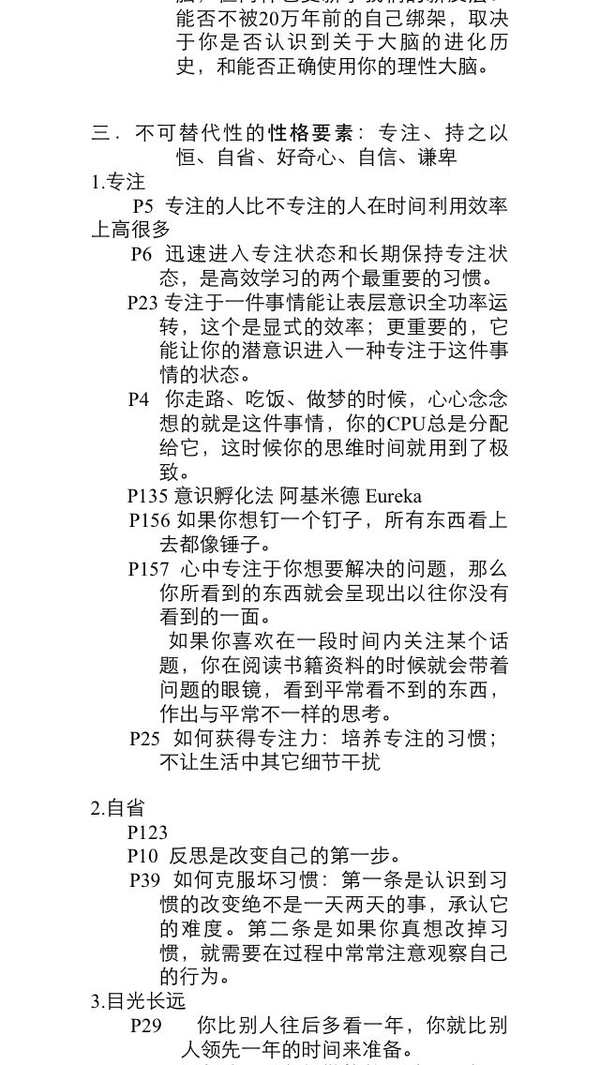 能否不被20万年前的自己绑架，取决
于你是否认识到关于大脑的进化历
史，和能否正确使用你的理性大脑。
三．不可替代性的性格要素：专注、持之以
恒、自省、好奇心、自信、谦卑
1.专注
P5 专注的人比不专注的人在时间利用效率
上高很多
P6 迅速进入专注状态和长期保持专注状
态，是高效学习的两个最重要的习惯。
P23 专注于一件事情能让表层意识全功率运
转，这个是显式的效率；更重要的，它
能让你的潜意识进入一种专注于这件事
情的状态。
P4 你走路、吃饭、做梦的时候，心心念念
想的就是这件事情，你的CPU总是分配
给它，这时候你的思维时间就用到了极
致。
P135 意识孵化法 阿基米德 Eureka
P156 如果你想钉一个钉子，所有东西看上
去都像锤子。
P157 心中专注于你想要解决的问题，那么
你所看到的东西就会呈现出以往你没有
看到的一面。
如果你喜欢在一段时间内关注某个话
题，你在阅读书籍资料的时候就会带着
问题的眼镜，看到平常看不到的东西，
作出与平常不一样的思考。
P25 如何获得专注力：培养专注的习惯；
不让生活中其它细节干扰
2.自省
P123
P10 反思是改变自己的第一步。
P39 如何克服坏习惯：第一条是认识到习
惯的改变绝不是一天两天的事，承认它
的难度。第二条是如果你真想改掉习
惯，就需要在过程中常常注意观察自己
的行为。
3.目光长远
P29 你比别人往后多看一年，你就比别
人领先一年的时间来准备。